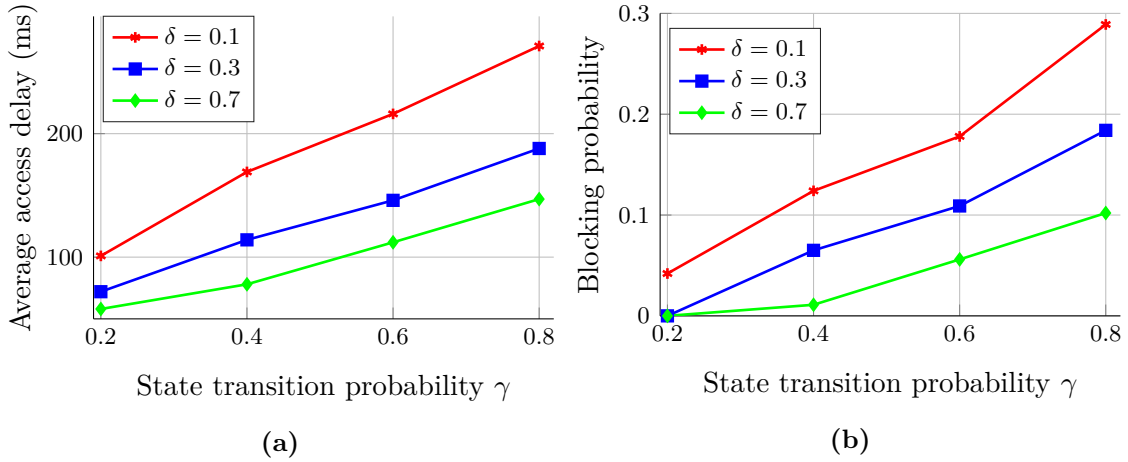 Average access delay (ms)
200
100
δ = 0.1
δ = 0.3
δ = 0.7
0.2 0.4 0.6 0.8
State transition probability γ
(a)
Blocking probability
0.3
0.2
0.1
0
δ = 0.1
δ = 0.3
δ = 0.7
0.2 0.4 0.6 0.8
State transition probability γ
(b)